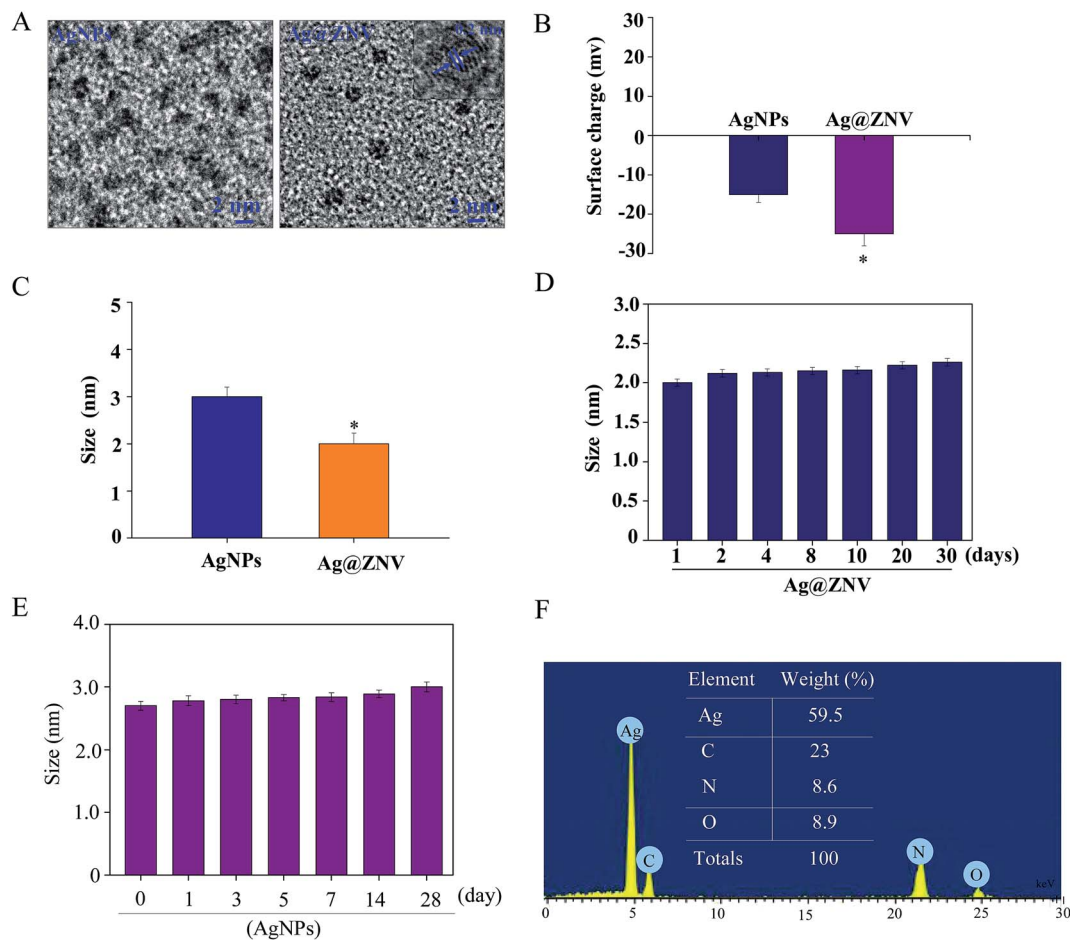 A
AgNPs
2 nm
Ag@ZNV
0.2 nm
2 nm
B
Surface charge (mv)
30
20
10
0
-10
-20
-30
AgNPs
Ag@ZNV
*
C
Size (nm)
5
4
3
2
1
0
*
AgNPs
Ag@ZNV
D
Size (nm)
3.0
2.5
2.0
1.5
1.0
0.5
0
1 2 4 8 10 20 30 (days)
Ag@ZNV
E
Size (nm)
4.0
3.0
2.0
1.0
0
0 1 3 5 7 14 28 (day)
(AgNPs)
F
Element Weight (%)
Ag 59.5
C 23
N 8.6
O 8.9
Totals 100
Ag
C
N
O
keV
0 5 10 15 20 25 30